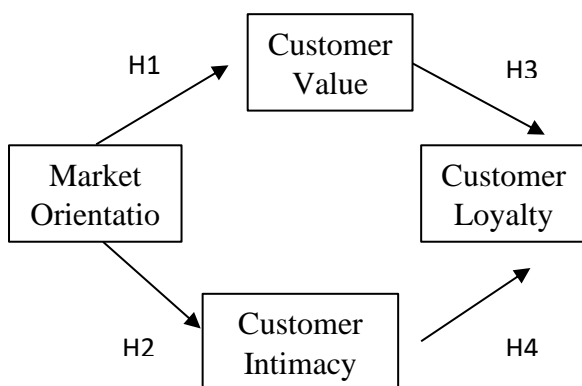 Customer
Value
H1
H3
Market
Orientatio
Customer
Loyalty
Customer
Intimacy
H2
H4